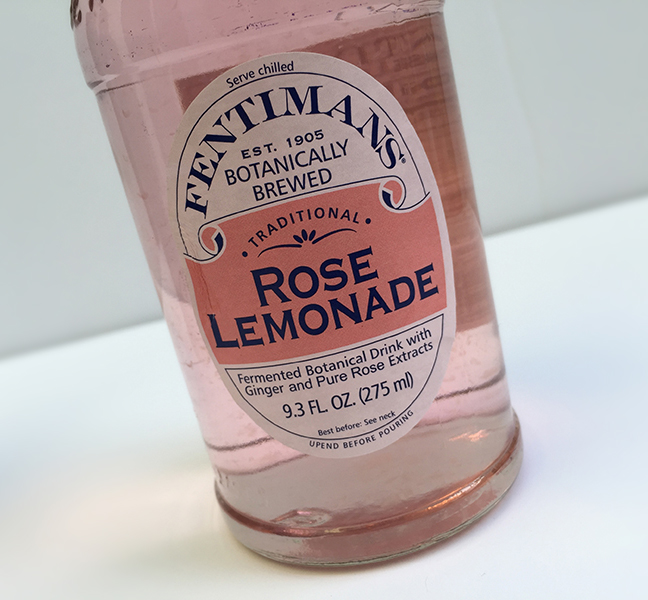 Serve chilled
FENTIMANS
EST. 1905
BOTANICALLY
BREWED
• TRADITIONAL •
ROSE
LEMONADE
Fermented Botanical Drink with
Ginger and Pure Rose Extracts
9.3 FL. OZ. (275 ml)
Best before: See neck
UPEND BEFORE POURING